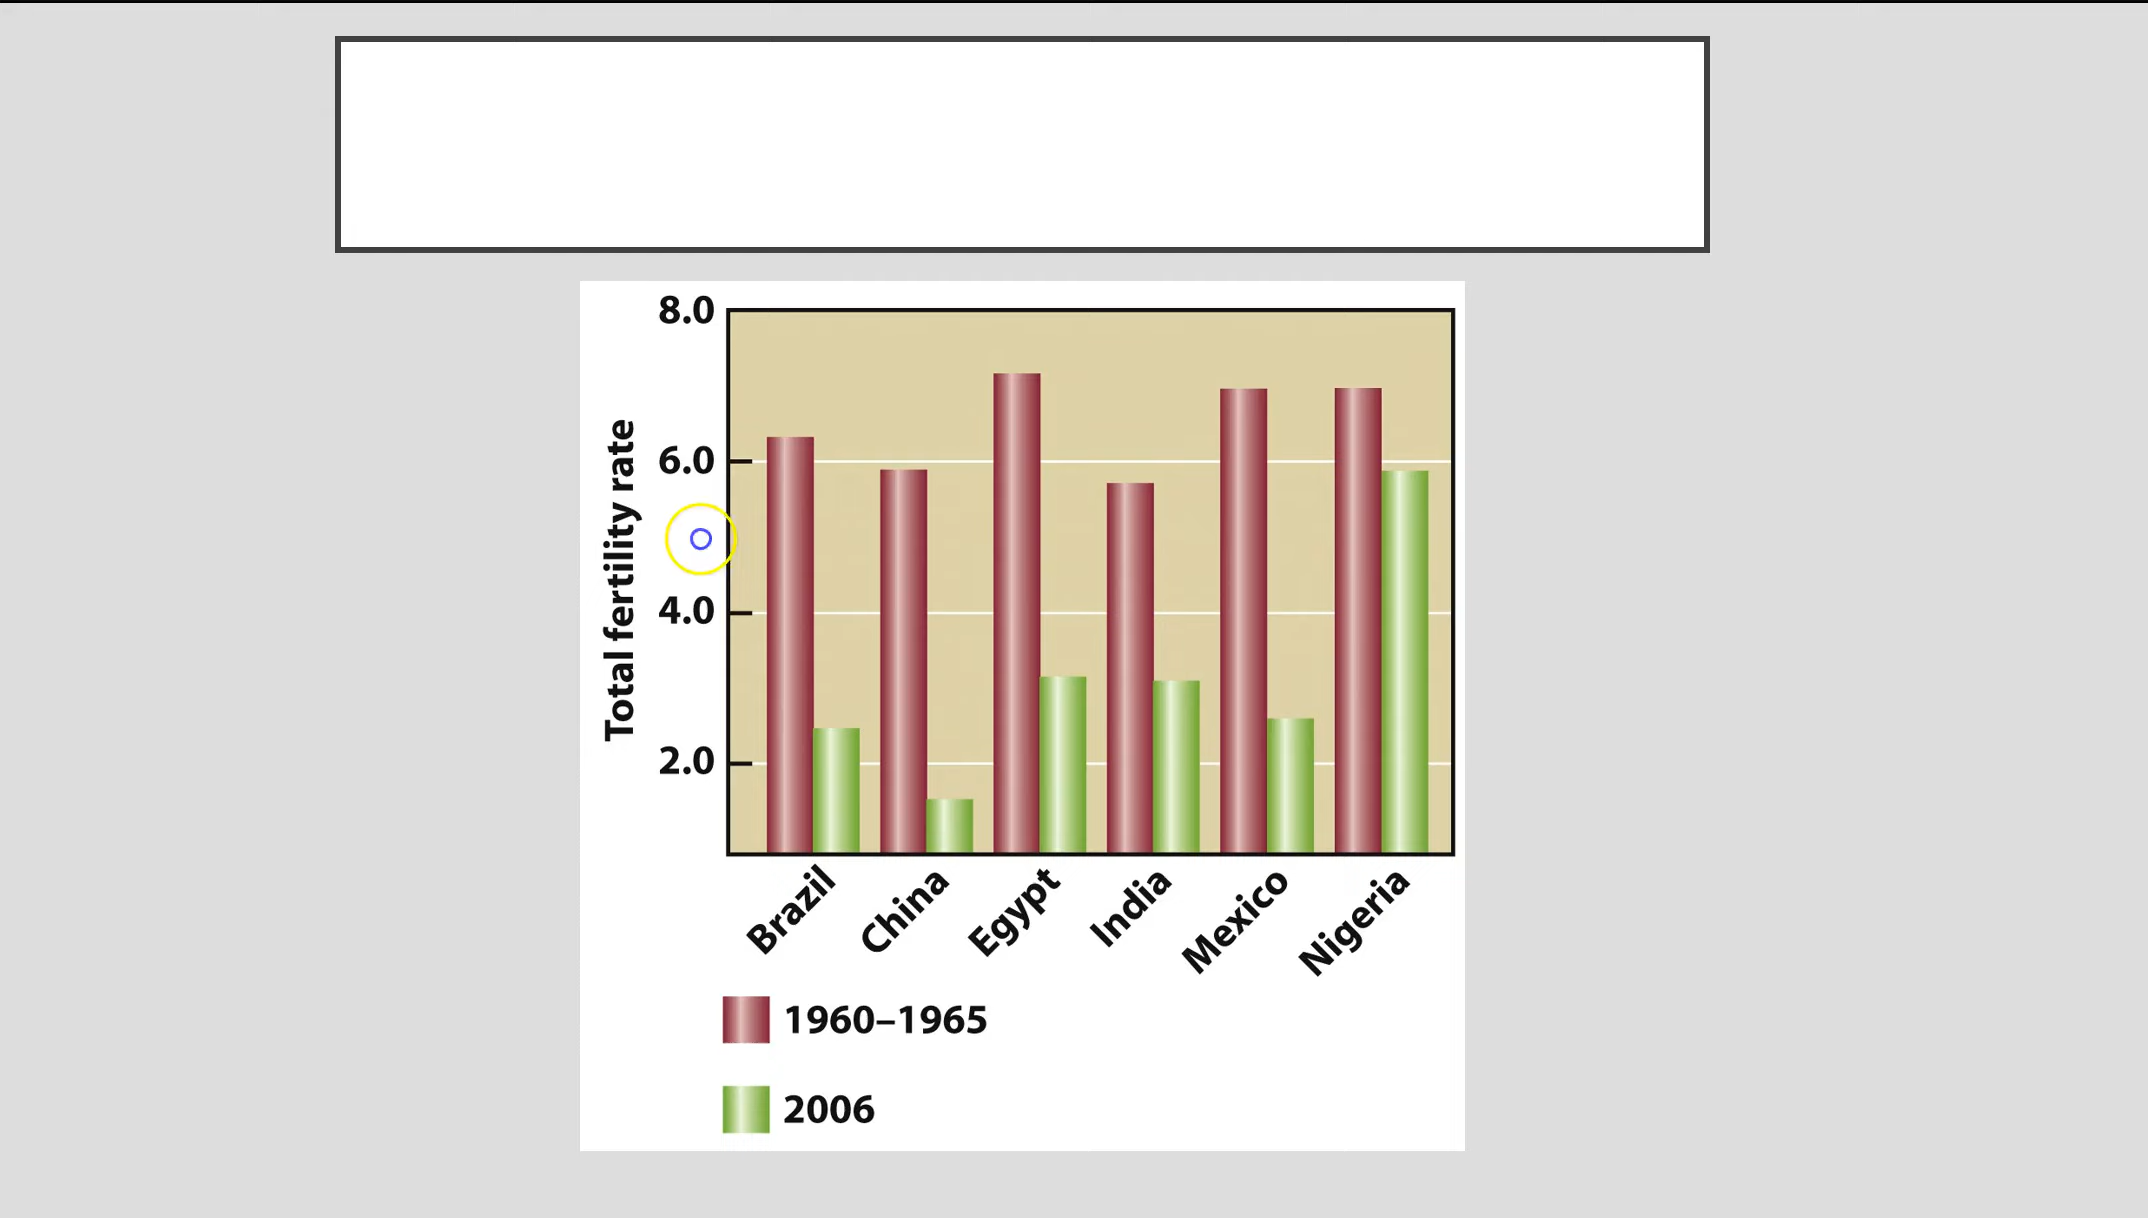 8.0
6.0
4.0
2.0
Total fertility rate
Brazil
China
Egypt
India
Mexico
Nigeria
1960–1965
2006